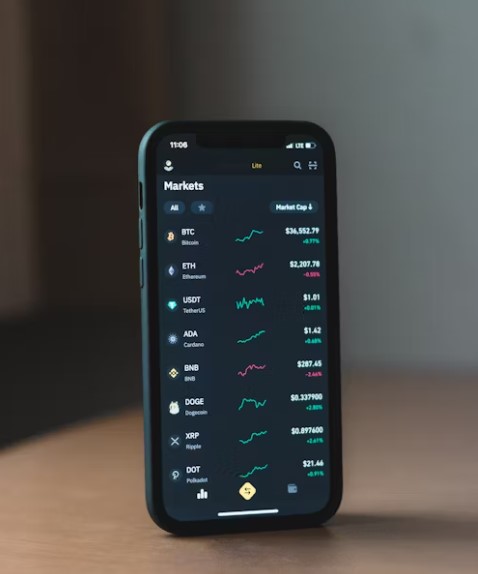 11:06 LTE
Lite
Markets
All Market Cap ↓
BTC $36,552.79
Bitcoin +0.97%
ETH $2,207.78
Ethereum -0.55%
USDT $1.01
TetherUS +0.01%
ADA $1.42
Cardano +0.68%
BNB $287.45
BNB -2.46%
DOGE $0.337900
Dogecoin +2.80%
XRP $0.897600
Ripple +2.61%
DOT $21.46
Polkadot +0.91%